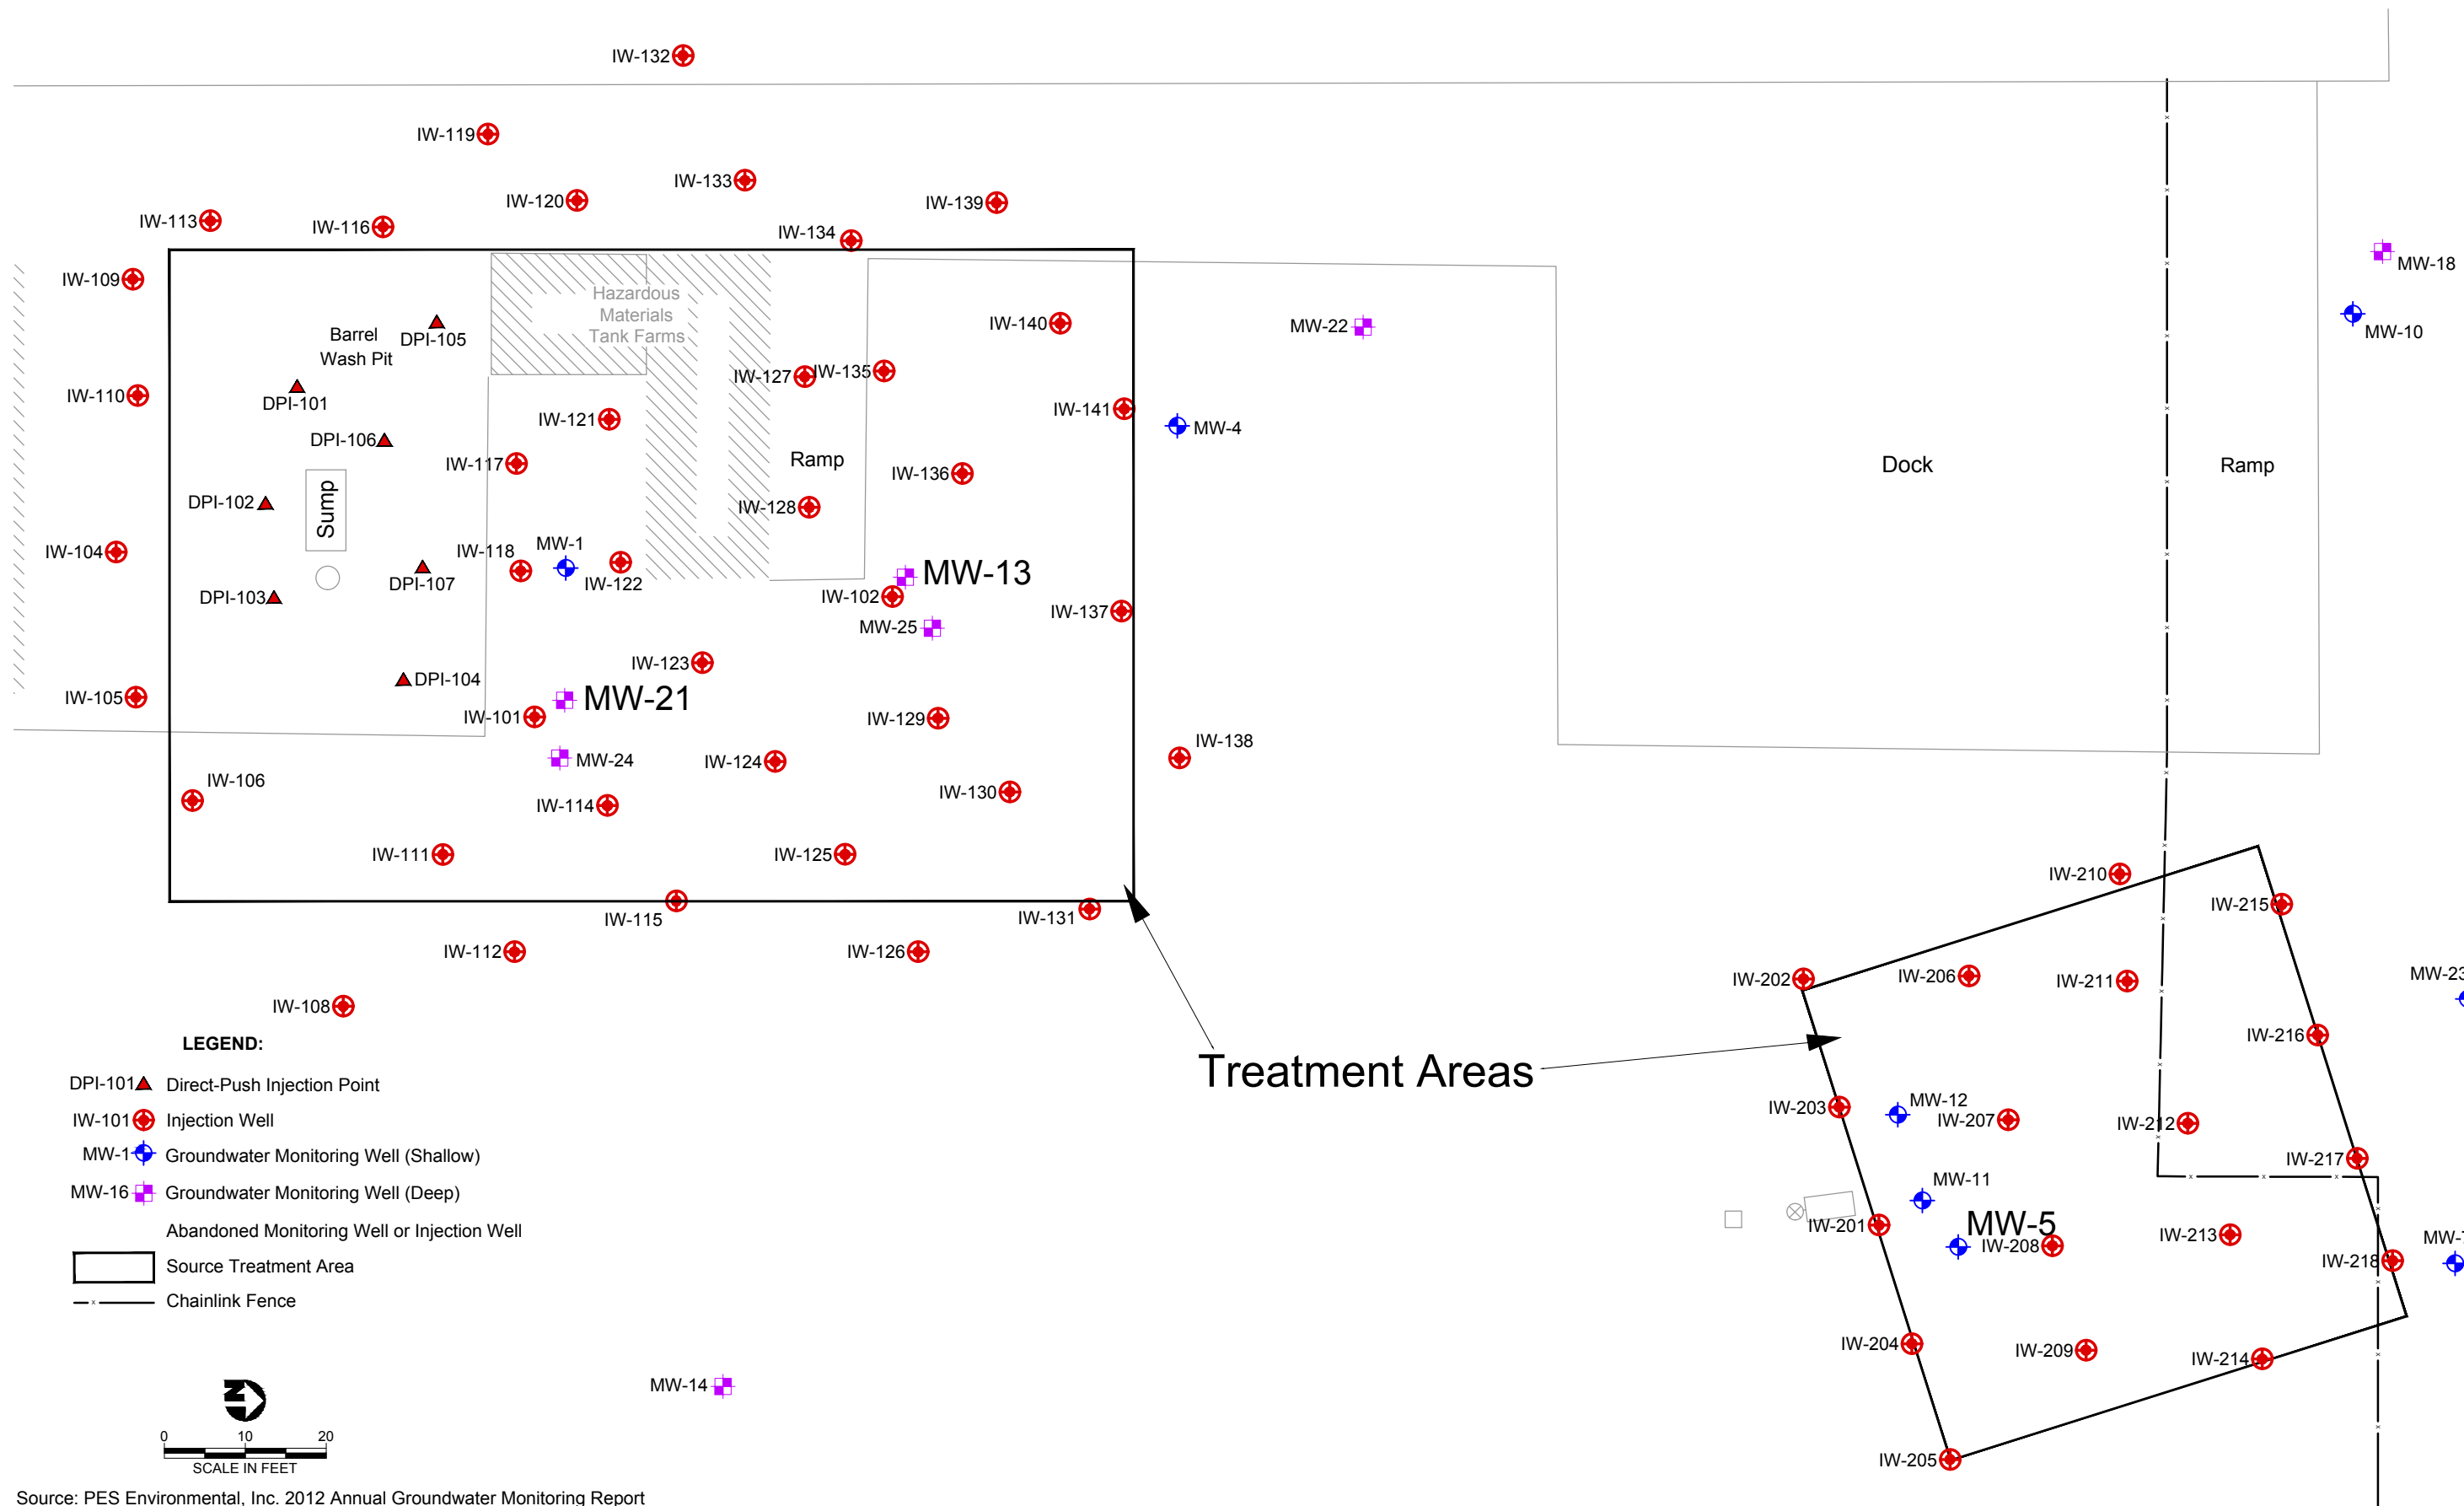 IW-132
IW-119
IW-133
IW-120
IW-139
IW-113
IW-116
IW-134
MW-18
IW-109
Hazardous
Materials
Tank Farms
Barrel
Wash Pit
DPI-105
IW-140
MW-22
MW-10
IW-127
IW-135
IW-110
DPI-101
IW-141
IW-121
MW-4
DPI-106
IW-117
Ramp
Dock
Ramp
IW-136
DPI-102
Sump
IW-128
IW-104
IW-118
MW-1
IW-122
DPI-107
MW-13
DPI-103
IW-102
IW-137
MW-25
IW-123
DPI-104
IW-105
MW-21
IW-101
IW-129
IW-138
MW-24
IW-124
IW-106
IW-130
IW-114
IW-111
IW-125
IW-210
IW-215
IW-115
IW-131
IW-112
IW-126
IW-202
IW-206
IW-211
MW-23
IW-108
IW-216
LEGEND:
DPI-101 Direct-Push Injection Point
IW-101 Injection Well
MW-1 Groundwater Monitoring Well (Shallow)
MW-16 Groundwater Monitoring Well (Deep)
Abandoned Monitoring Well or Injection Well
Source Treatment Area
Chainlink Fence
Treatment Areas
IW-203
MW-12
IW-207
IW-212
IW-217
MW-11
IW-201
MW-5
IW-208
IW-213
MW-7
IW-218
IW-204
IW-209
IW-214
MW-14
IW-205
N
0 10 20
SCALE IN FEET
Source: PES Environmental, Inc. 2012 Annual Groundwater Monitoring Report